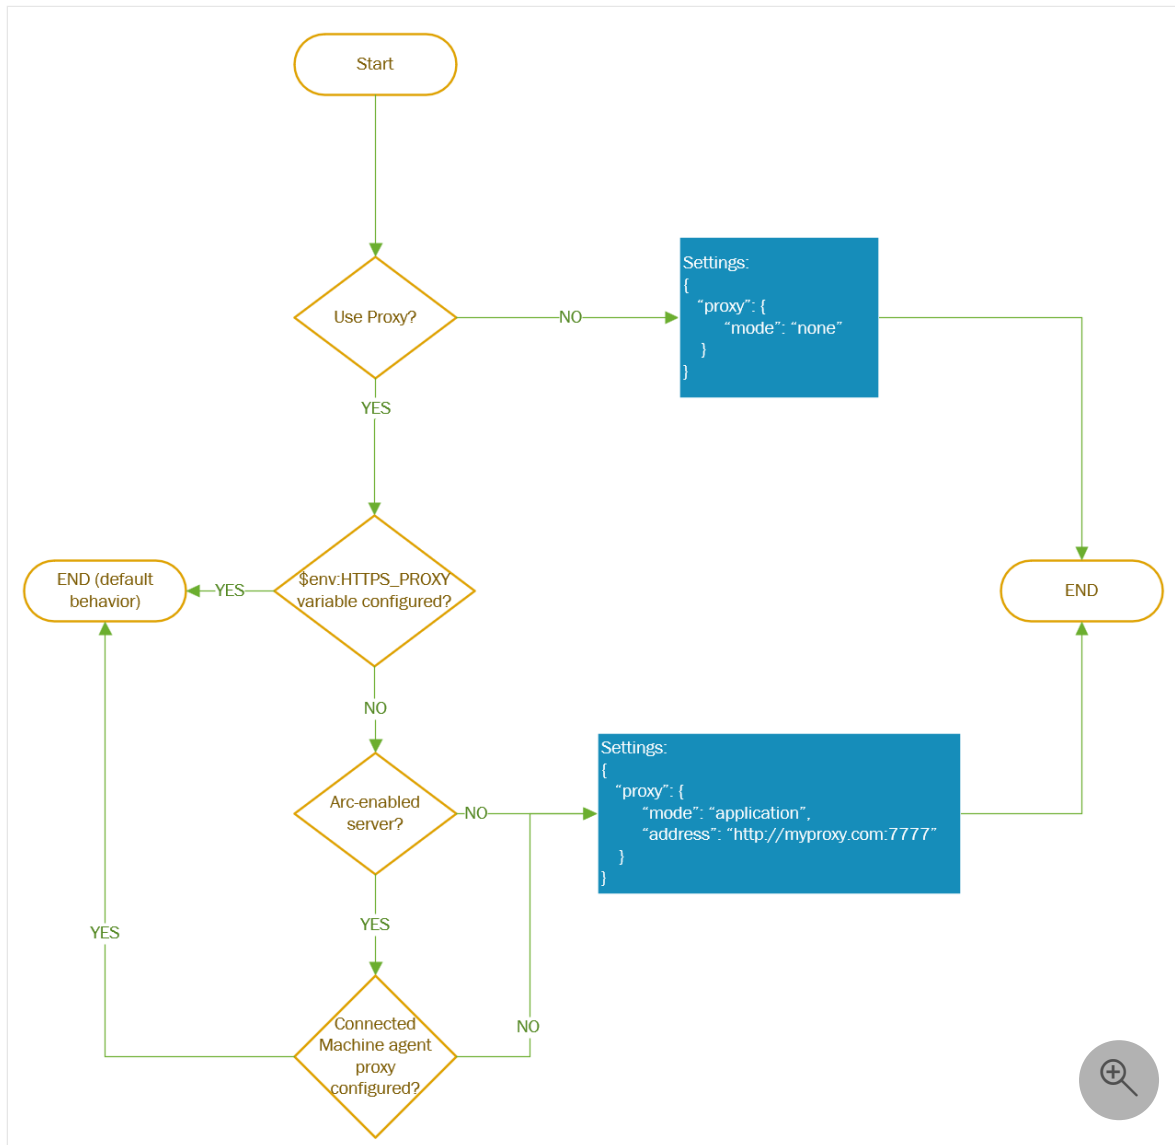 Start
Use Proxy?
NO
Settings:
{
“proxy”: {
“mode”: “none”
}
}
YES
END (default
behavior)
YES
$env:HTTPS_PROXY
variable configured?
END
NO
Arc-enabled
server?
NO
Settings:
{
“proxy”: {
“mode”: “application”,
“address”: “http://myproxy.com:7777”
}
}
YES
YES
Connected
Machine agent
proxy
configured?
NO